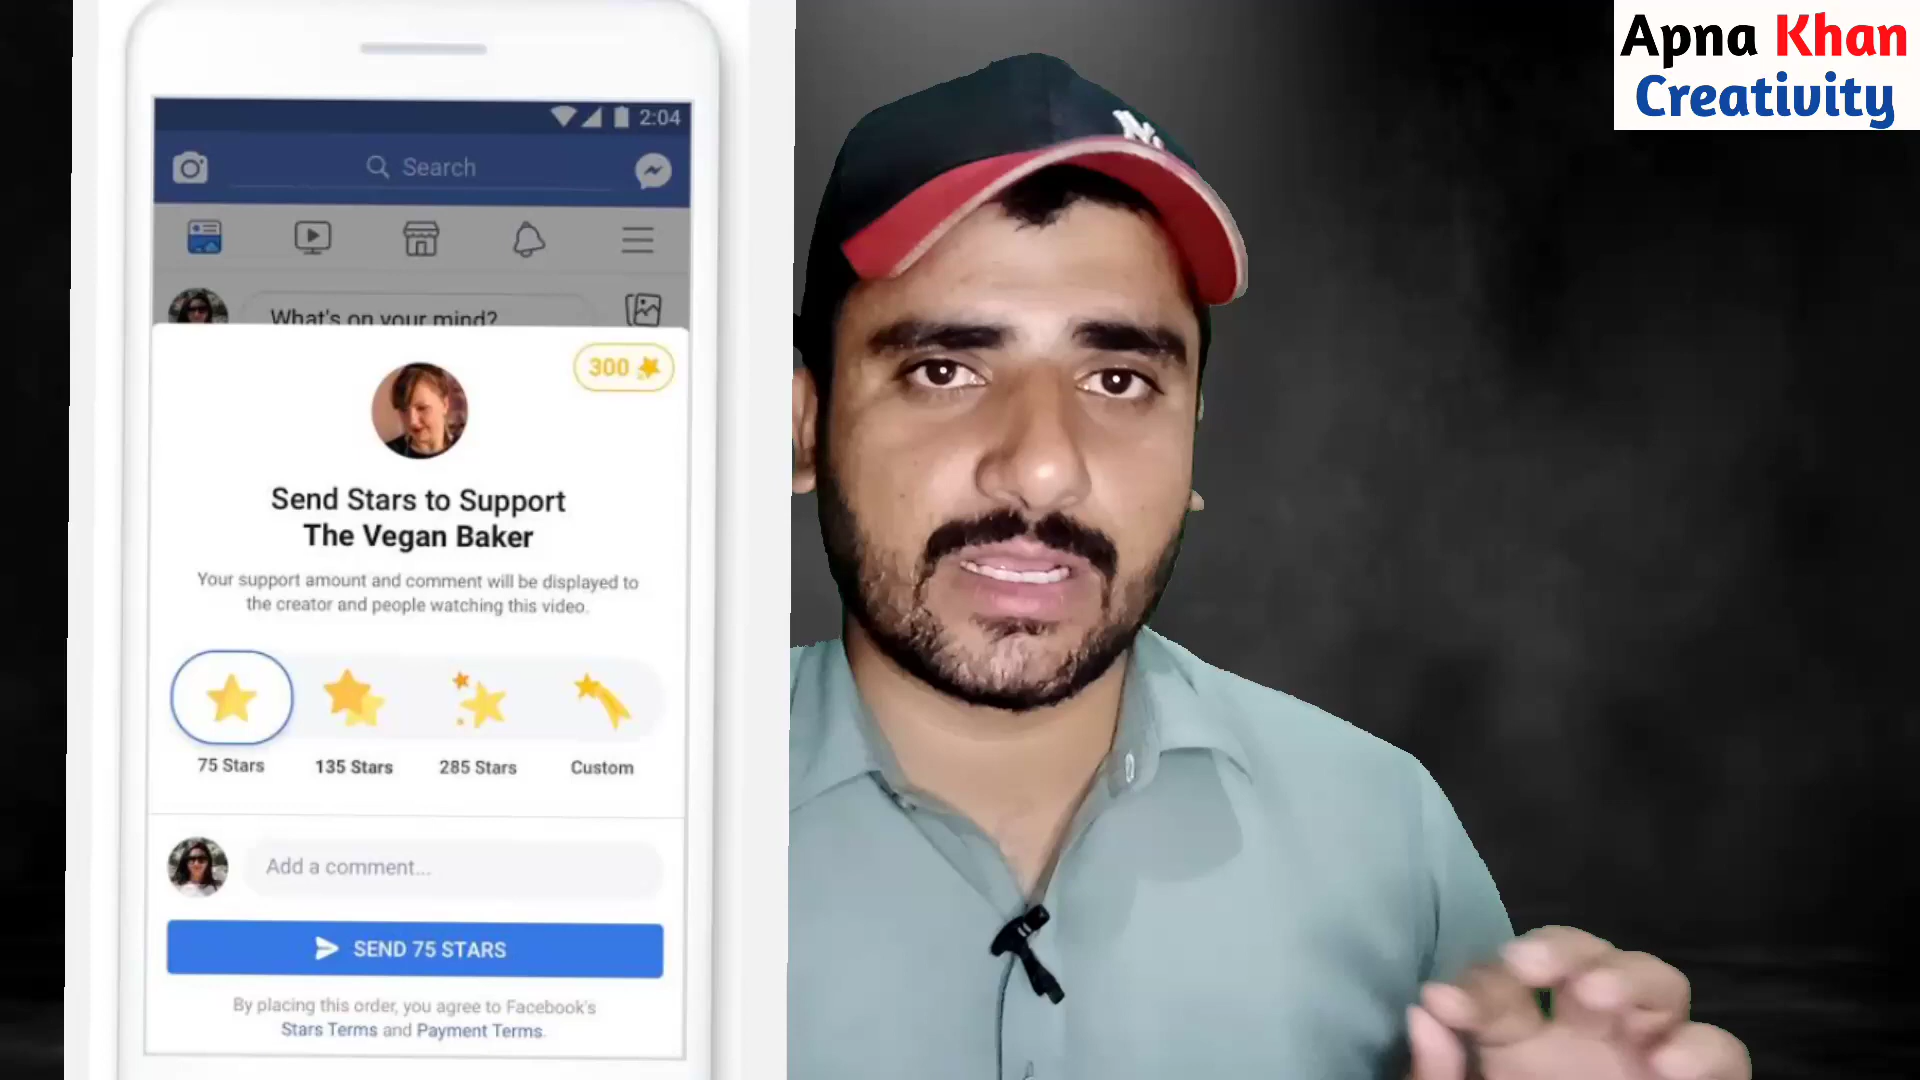 Apna Khan
Creativity
2:04
Search
What's on your mind?
300
Send Stars to Support
The Vegan Baker
Your support amount and comment will be displayed to
the creator and people watching this video.
75 Stars
135 Stars
285 Stars
Custom
Add a comment...
SEND 75 STARS
By placing this order, you agree to Facebook's
Stars Terms and Payment Terms.